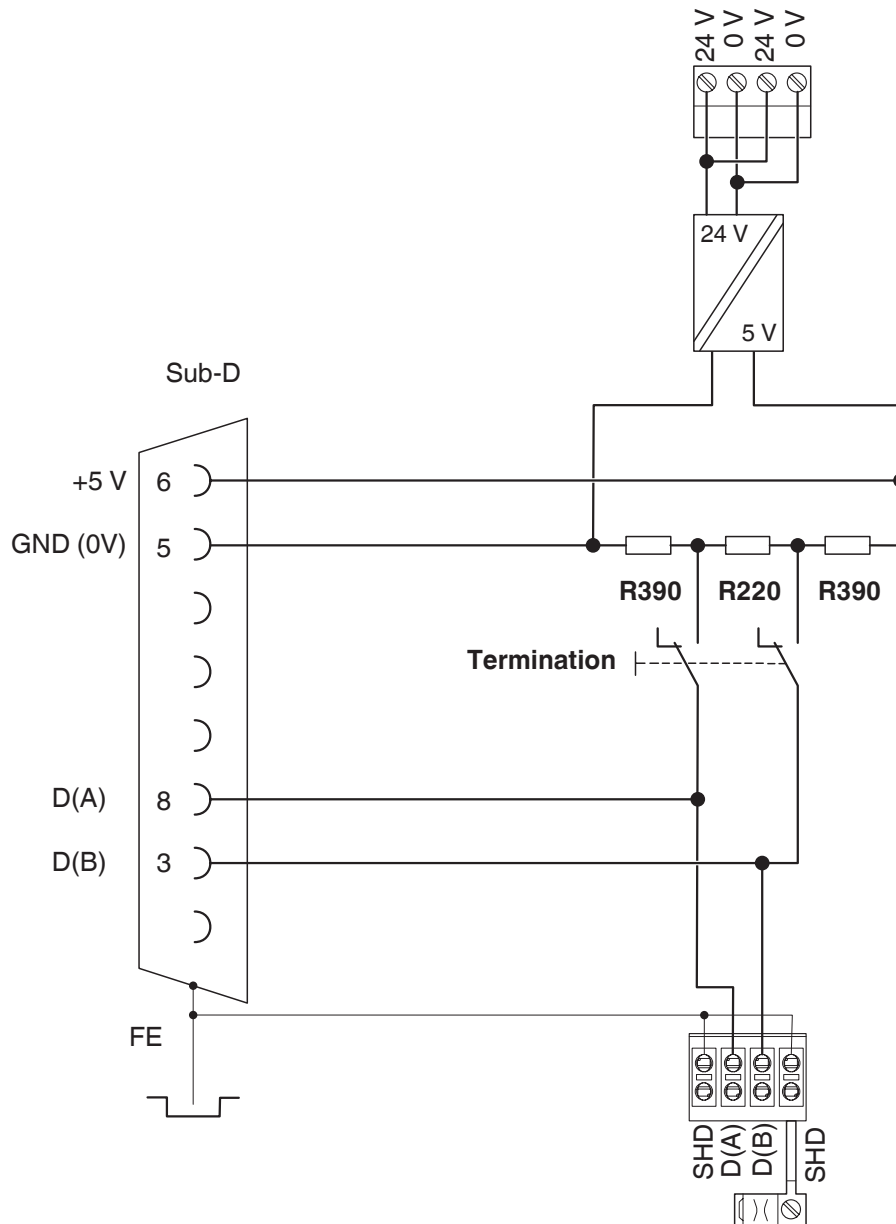 24 V
0 V
24 V
0 V
24 V
5 V
Sub-D
+5 V 6
GND (0V) 5
R390 R220 R390
Termination
D(A) 8
D(B) 3
FE
SHD
D(A)
D(B)
SHD